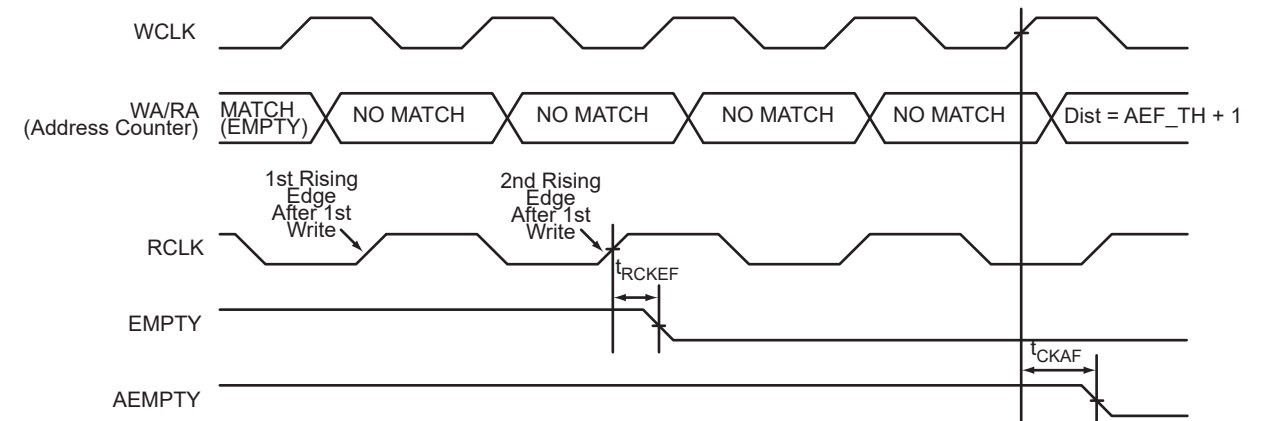 WCLK
WA/RA
(Address Counter)
MATCH
(EMPTY)
NO MATCH
NO MATCH
NO MATCH
NO MATCH
Dist = AEF_TH + 1
1st Rising
Edge
After 1st
Write
2nd Rising
Edge
After 1st
Write
RCLK
tRCKEF
EMPTY
tCKAF
AEMPTY